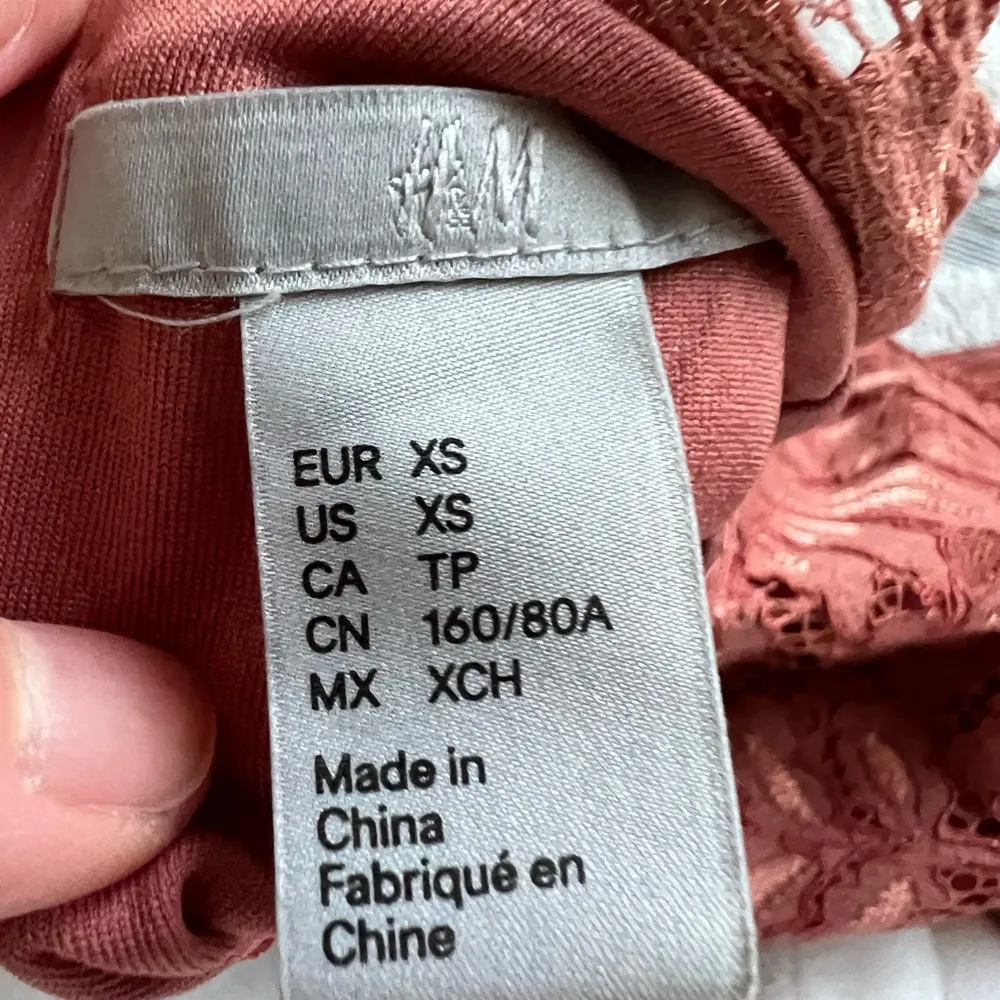 H&M
EUR XS
US XS
CA TP
CN 160/80A
MX XCH
Made in
China
Fabriqué en
Chine